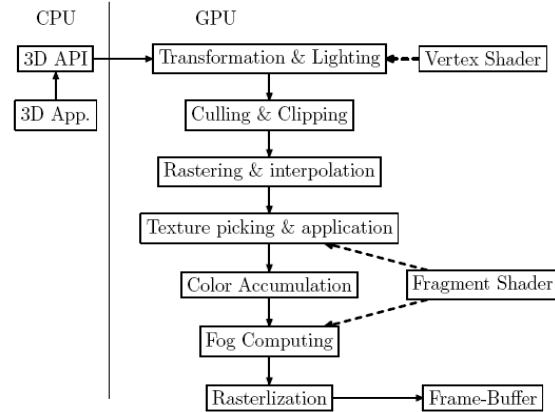 CPU
GPU
3D API
Transformation & Lighting
Vertex Shader
3D App.
Culling & Clipping
Rastering & interpolation
Texture picking & application
Color Accumulation
Fragment Shader
Fog Computing
Rasterlization
Frame-Buffer